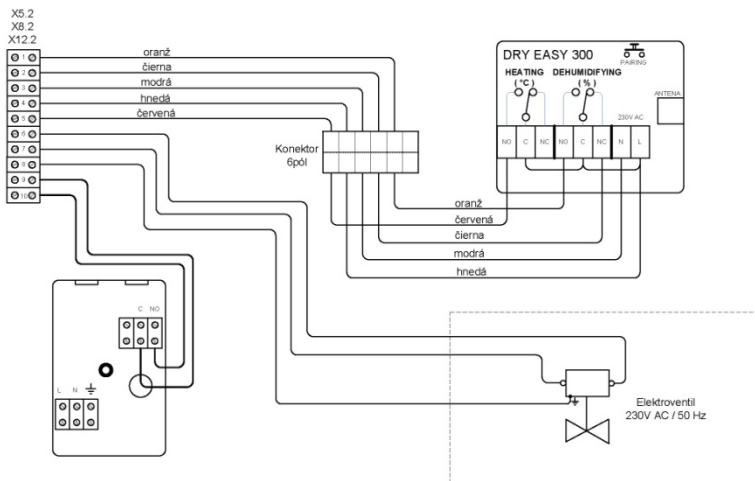 X5.2
X8.2
X12.2
1
2
3
4
5
6
7
8
9
10
oranž
čierna
modrá
hnedá
červená
Konektor
6pól
DRY EASY 300
PAIRING
HEATING
(°C)
DEHUMIDIFYING
(%)
ANTENA
230V AC
NO
C
NC
NO
C
NC
N
L
oranž
červená
čierna
modrá
hnedá
C
NO
L
N
Elektroventil
230V AC / 50 Hz